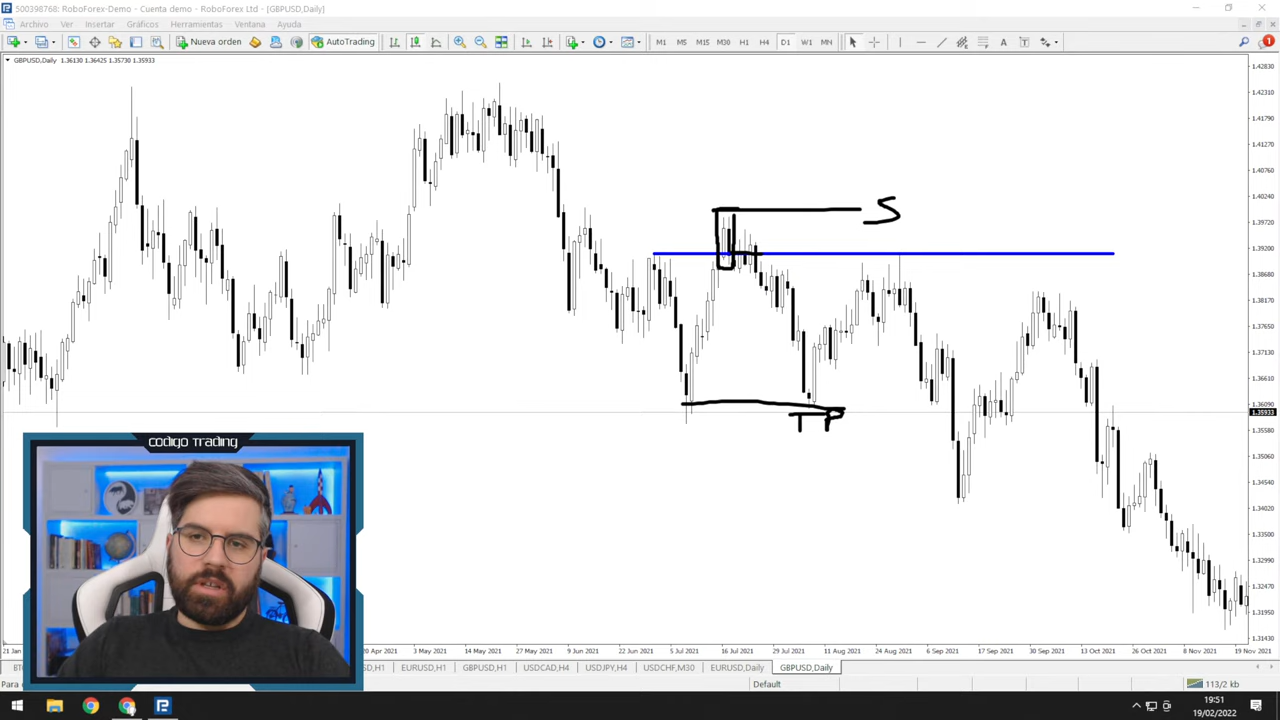 500398768: RoboForex-Demo - Cuenta demo - RoboForex Ltd - [GBPUSD,Daily]
Archivo Ver Insertar Gráficos Herramientas Ventana Ayuda
Nueva orden AutoTrading M1 M5 M15 M30 H1 H4 D1 W1 MN A T 1
GBPUSD,Daily 1.36130 1.36425 1.35730 1.35933
1.42830
1.42310
1.41790
1.41270
1.40760
1.40240
1.39720
1.39200
1.38680
1.38170
1.37650
1.37130
1.36610
1.36090
1.35933
1.35580
1.35060
1.34540
1.34020
1.33500
1.32990
1.32470
1.31950
1.31430
S
TP
CODIGO TRADING
21 Jan 20 Apr 2021 3 May 2021 15 May 2021 27 May 2021 9 Jun 2021 22 Jun 2021 5 Jul 2021 16 Jul 2021 29 Jul 2021 11 Aug 2021 24 Aug 2021 6 Sep 2021 17 Sep 2021 30 Sep 2021 13 Oct 2021 26 Oct 2021 8 Nov 2021 19 Nov 2021
EURUSD,H1 GBPUSD,H1 USDCAD,H4 USDJPY,H4 USDCHF,M30 EURUSD,Daily GBPUSD,Daily
Default 113/2 kb
19:51
19/02/2022